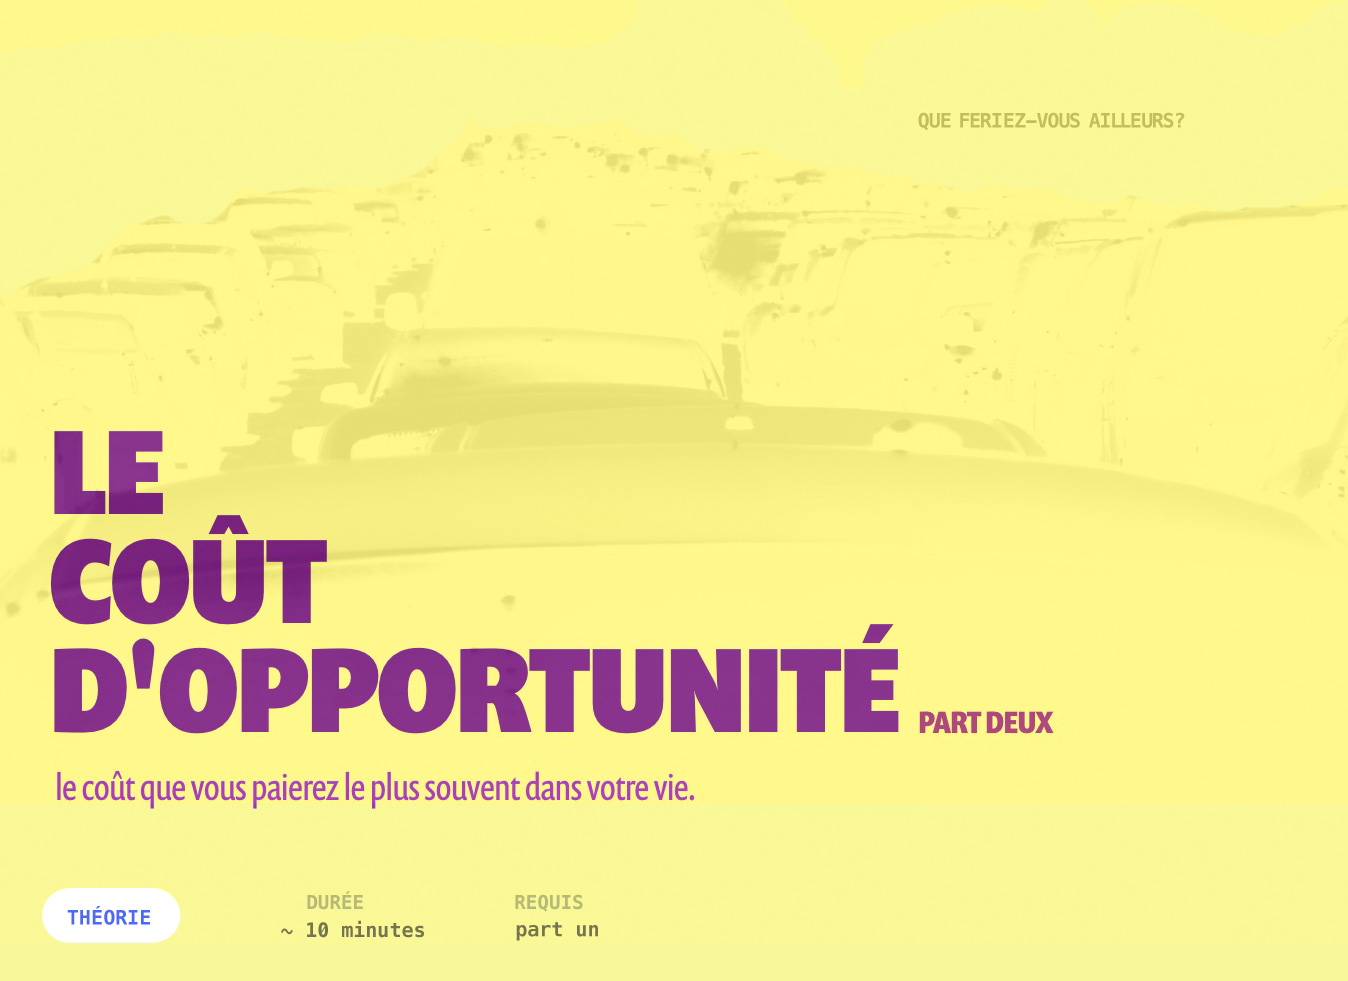 QUE FERIEZ–VOUS AILLEURS?
LE
COÛT
D'OPPORTUNITÉ PART DEUX
le coût que vous paierez le plus souvent dans votre vie.
THÉORIE
DURÉE
~ 10 minutes
REQUIS
part un